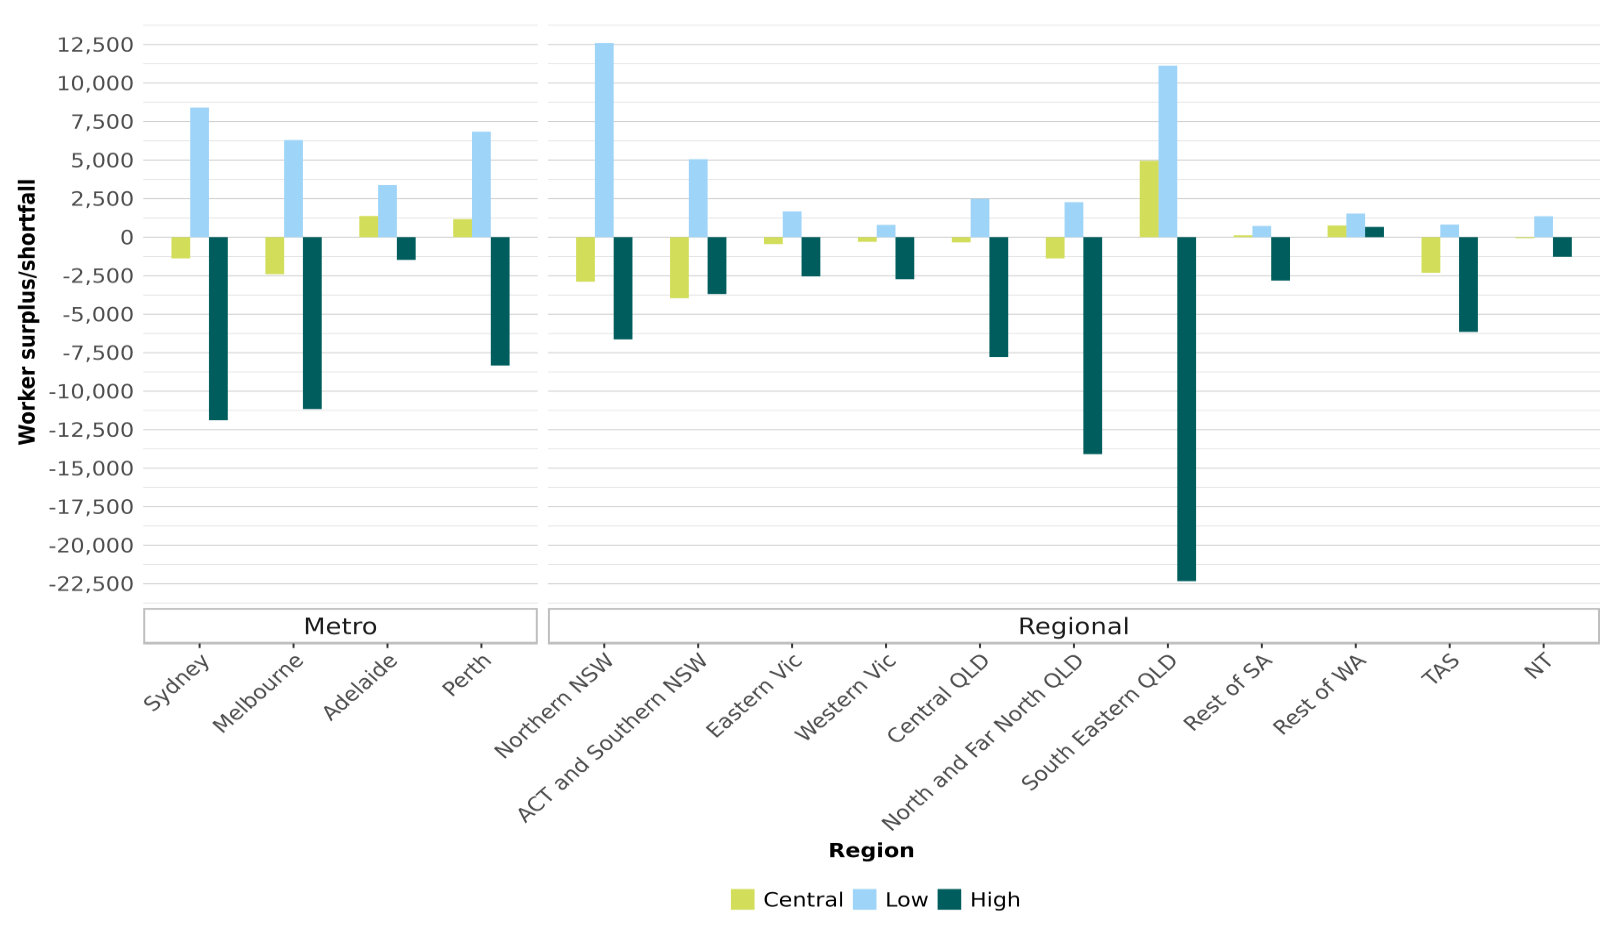 Worker surplus/shortfall
12,500
10,000
7,500
5,000
2,500
0
-2,500
-5,000
-7,500
-10,000
-12,500
-15,000
-17,500
-20,000
-22,500
Metro
Regional
Sydney
Melbourne
Adelaide
Perth
Northern NSW
ACT and Southern NSW
Eastern Vic
Western Vic
Central QLD
North and Far North QLD
South Eastern QLD
Rest of SA
Rest of WA
TAS
NT
Region
Central Low High